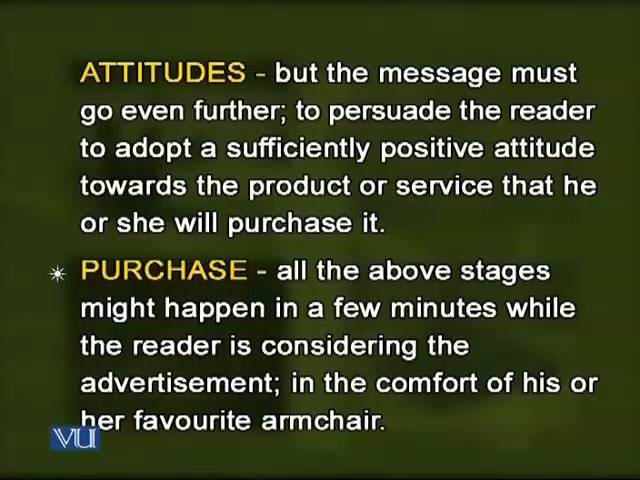 ATTITUDES - but the message must
go even further; to persuade the reader
to adopt a sufficiently positive attitude
towards the product or service that he
or she will purchase it.
PURCHASE - all the above stages
might happen in a few minutes while
the reader is considering the
advertisement; in the comfort of his or
her favourite armchair.
VU